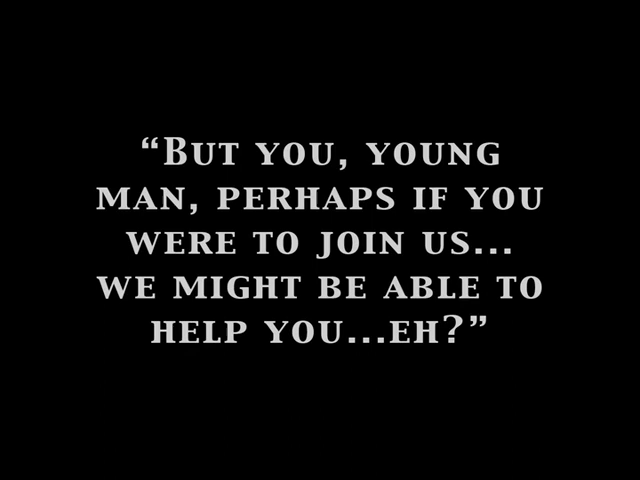 “But you, young
man, perhaps if you
were to join us...
we might be able to
help you...eh?”